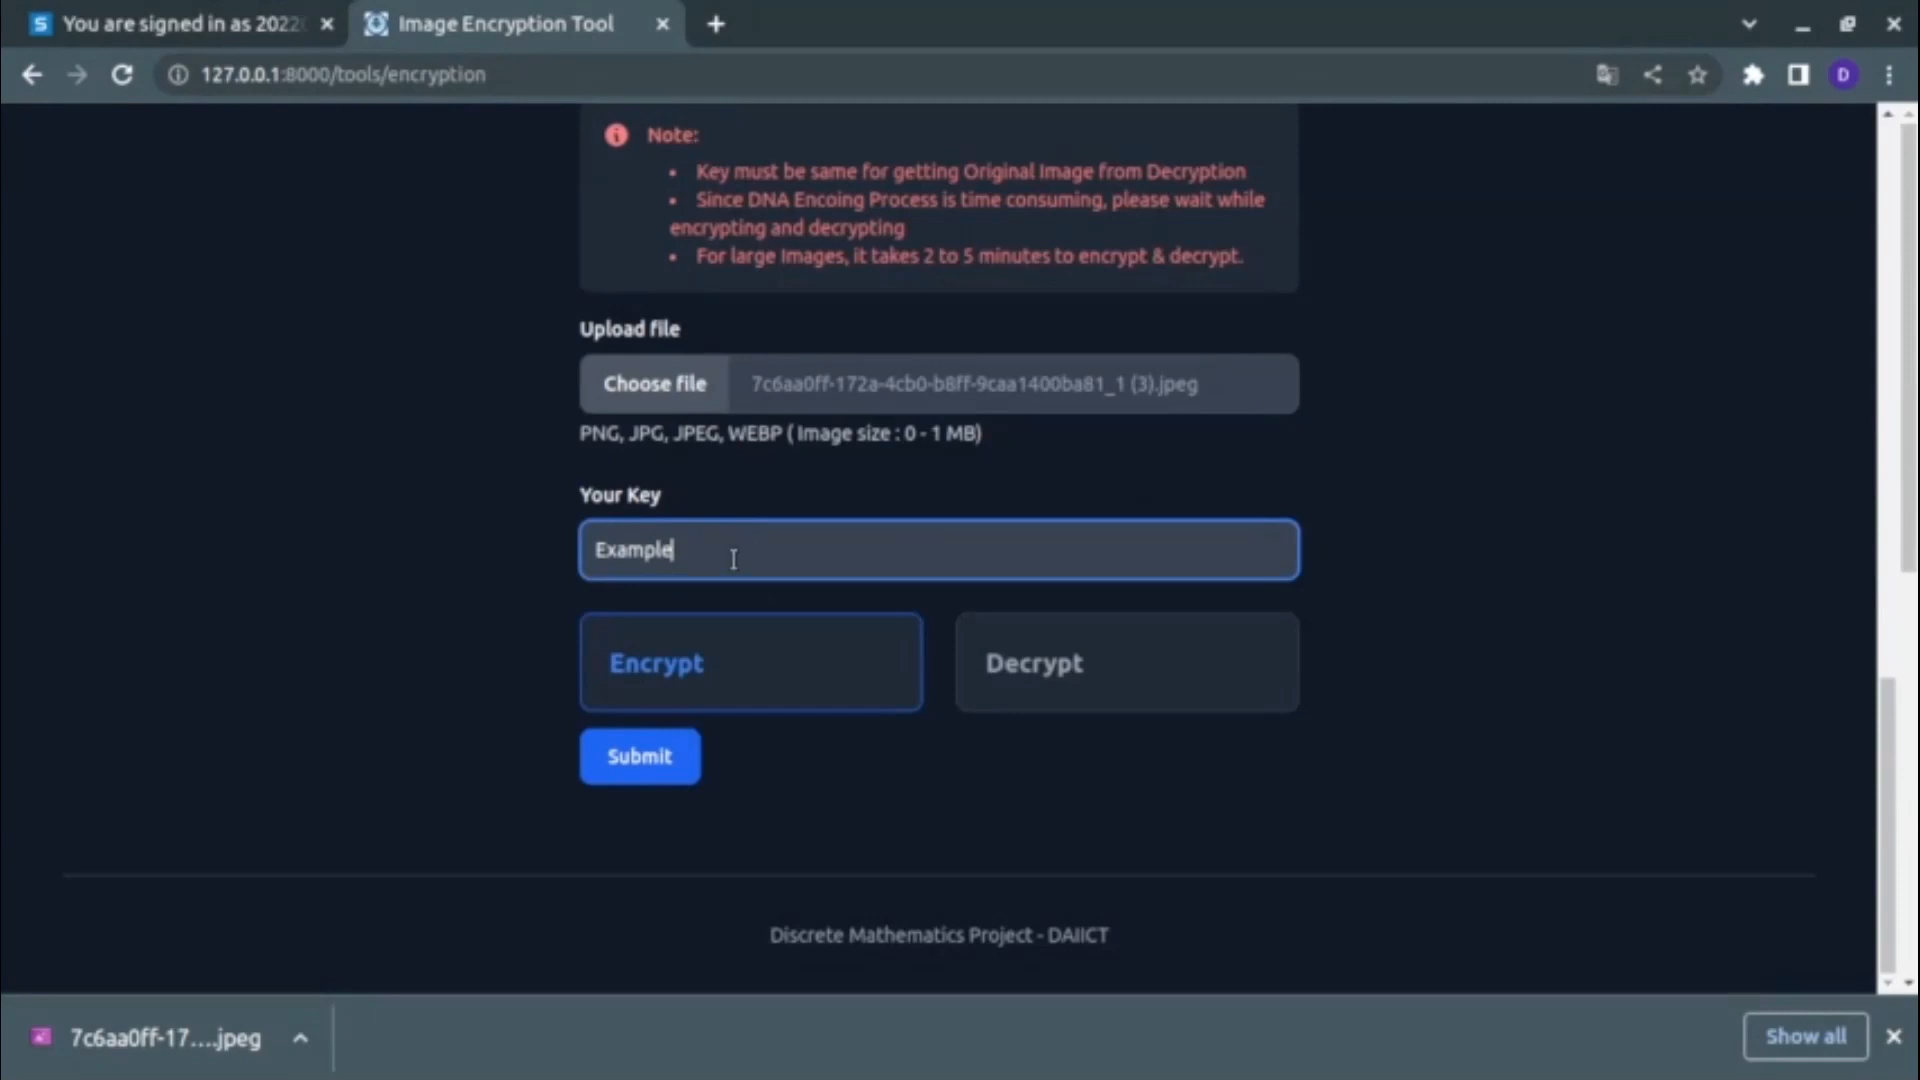 You are signed in as 2022
Image Encryption Tool
127.0.0.1:8000/tools/encryption
D
Note:
• Key must be same for getting Original Image from Decryption
• Since DNA Encoing Process is time consuming, please wait while
encrypting and decrypting
• For large Images, it takes 2 to 5 minutes to encrypt & decrypt.
Upload file
Choose file 7c6aa0ff-172a-4cb0-b8ff-9caa1400ba81_1 (3).jpeg
PNG, JPG, JPEG, WEBP ( Image size : 0 - 1 MB)
Your Key
Example
Encrypt Decrypt
Submit
Discrete Mathematics Project - DAIICT
7c6aa0ff-17....jpeg
Show all